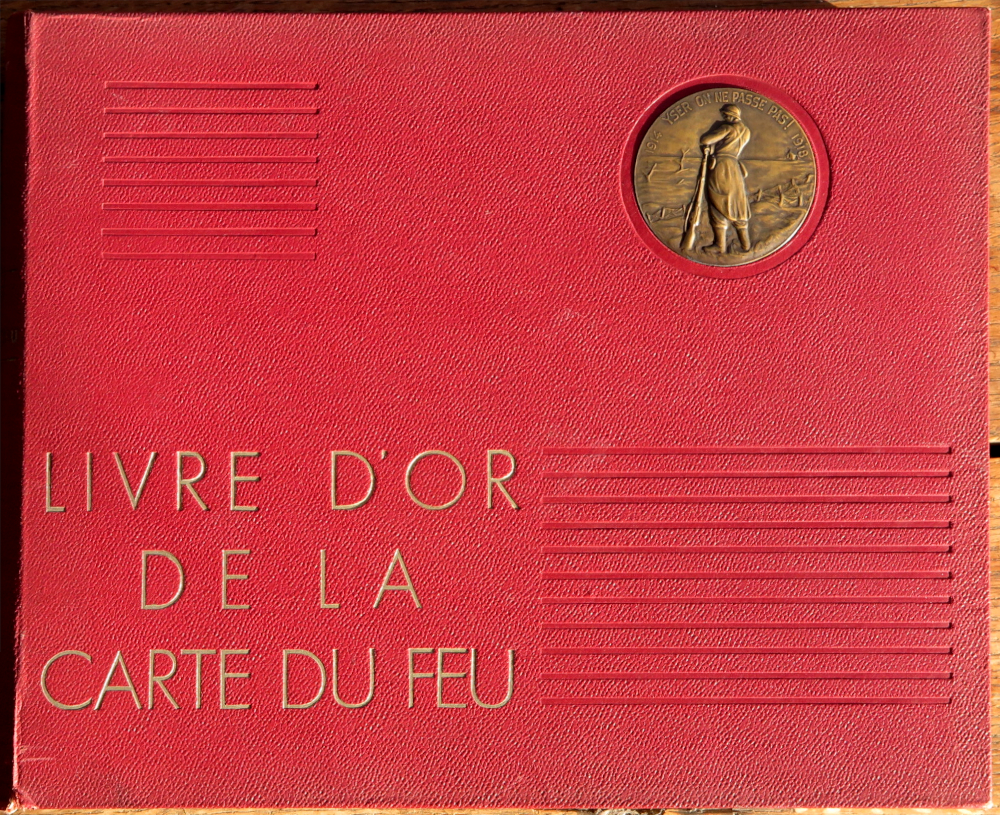 1914 YSER ON NE PASSE PAS! 1918
LIVRE D'OR
DE LA
CARTE DU FEU